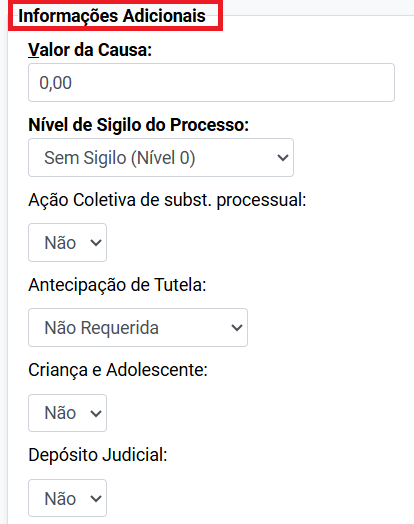 Informações Adicionais
Valor da Causa:
0,00
Nível de Sigilo do Processo:
Sem Sigilo (Nível 0)
Ação Coletiva de subst. processual:
Não
Antecipação de Tutela:
Não Requerida
Criança e Adolescente:
Não
Depósito Judicial:
Não